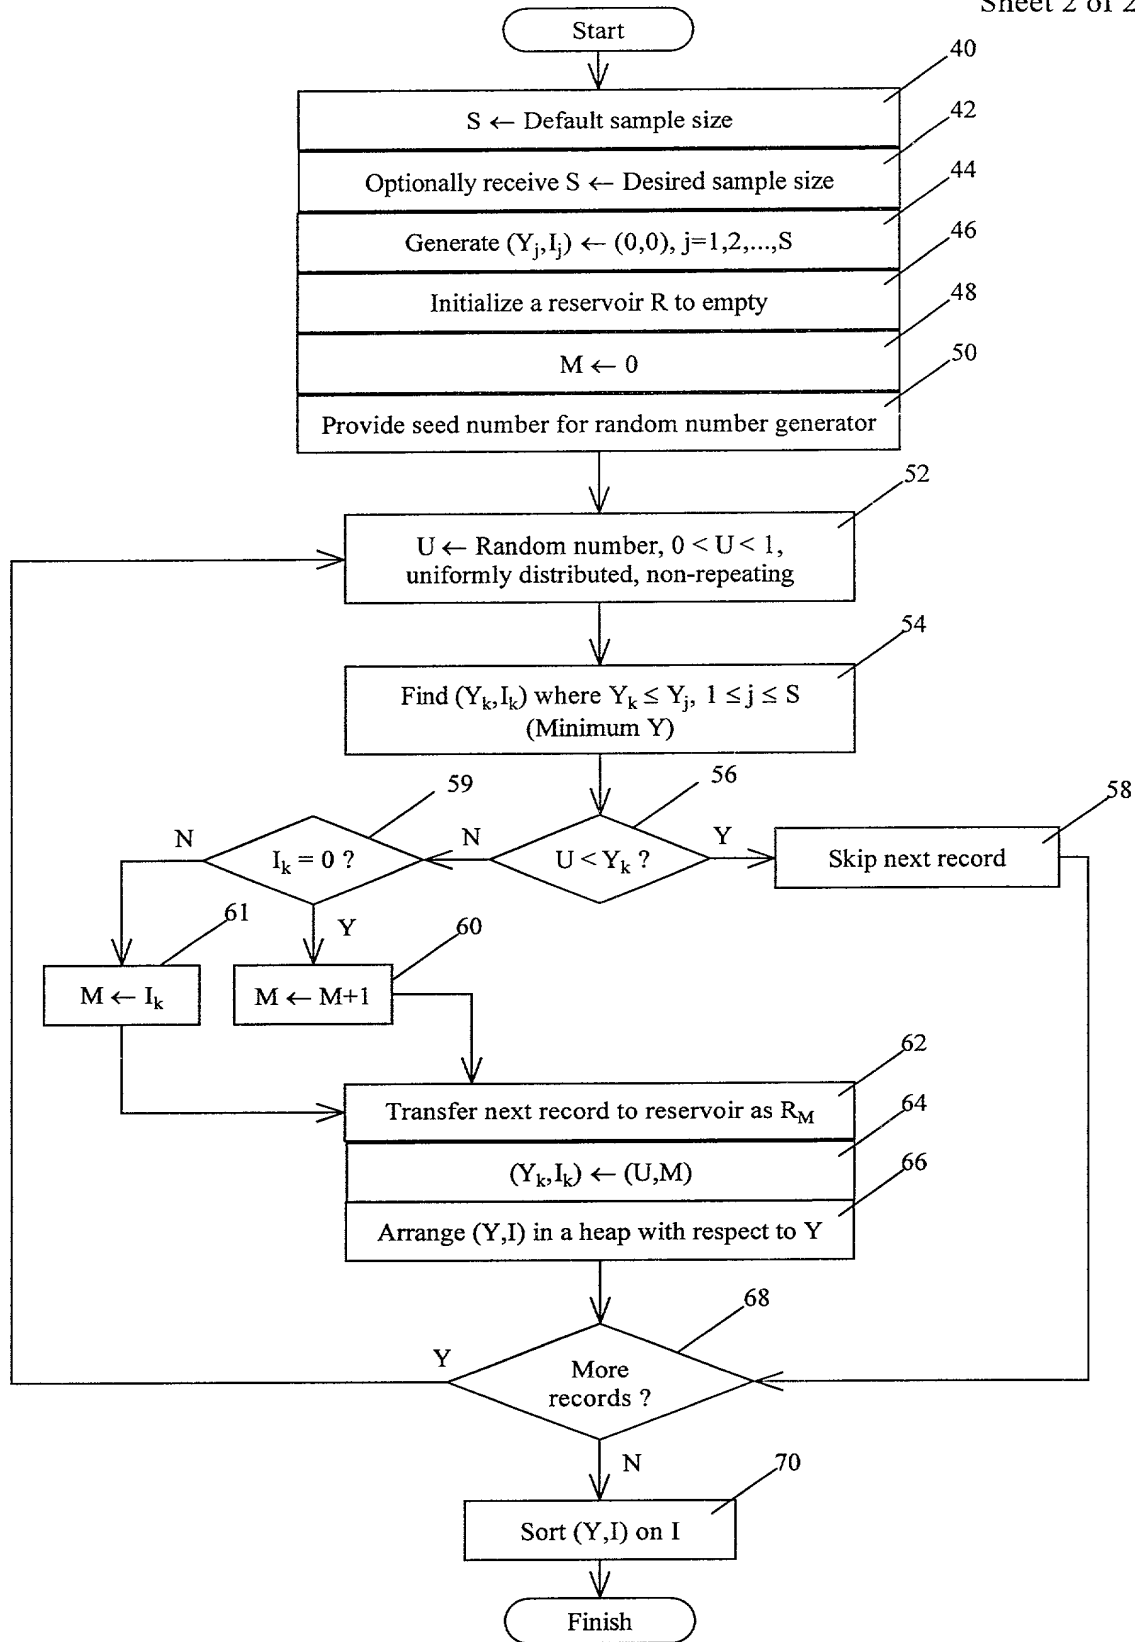 Sheet 2 of 2
Start
40
S ← Default sample size
42
Optionally receive S ← Desired sample size
44
Generate (Yj,Ij) ← (0,0), j=1,2,...,S
46
Initialize a reservoir R to empty
48
M ← 0
50
Provide seed number for random number generator
52
U ← Random number, 0 < U < 1,
uniformly distributed, non-repeating
54
Find (Yk,Ik) where Yk ≤ Yj, 1 ≤ j ≤ S
(Minimum Y)
59
56
58
N
Ik = 0 ?
N
U < Yk ?
Y
Skip next record
61
Y
60
M ← Ik
M ← M+1
62
Transfer next record to reservoir as RM
64
(Yk,Ik) ← (U,M)
66
Arrange (Y,I) in a heap with respect to Y
68
Y
More
records ?
N
70
Sort (Y,I) on I
Finish